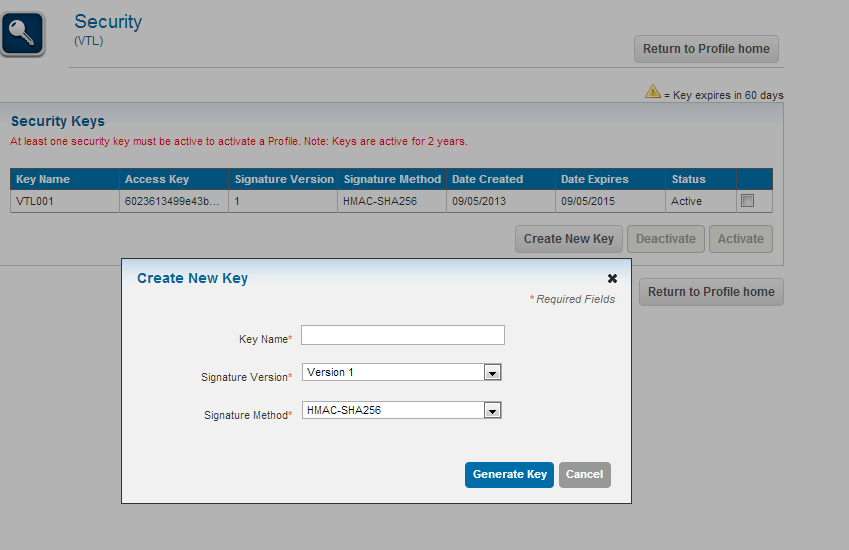 Security
(VTL)
Return to Profile home
= Key expires in 60 days
Security Keys
At least one security key must be active to activate a Profile. Note: Keys are active for 2 years.
Key Name Access Key Signature Version Signature Method Date Created Date Expires Status
VTL001 6023613499e43b... 1 HMAC-SHA256 09/05/2013 09/05/2015 Active
Create New Key Deactivate Activate
Return to Profile home
Create New Key
* Required Fields
Key Name*
Signature Version* Version 1
Signature Method* HMAC-SHA256
Generate Key Cancel